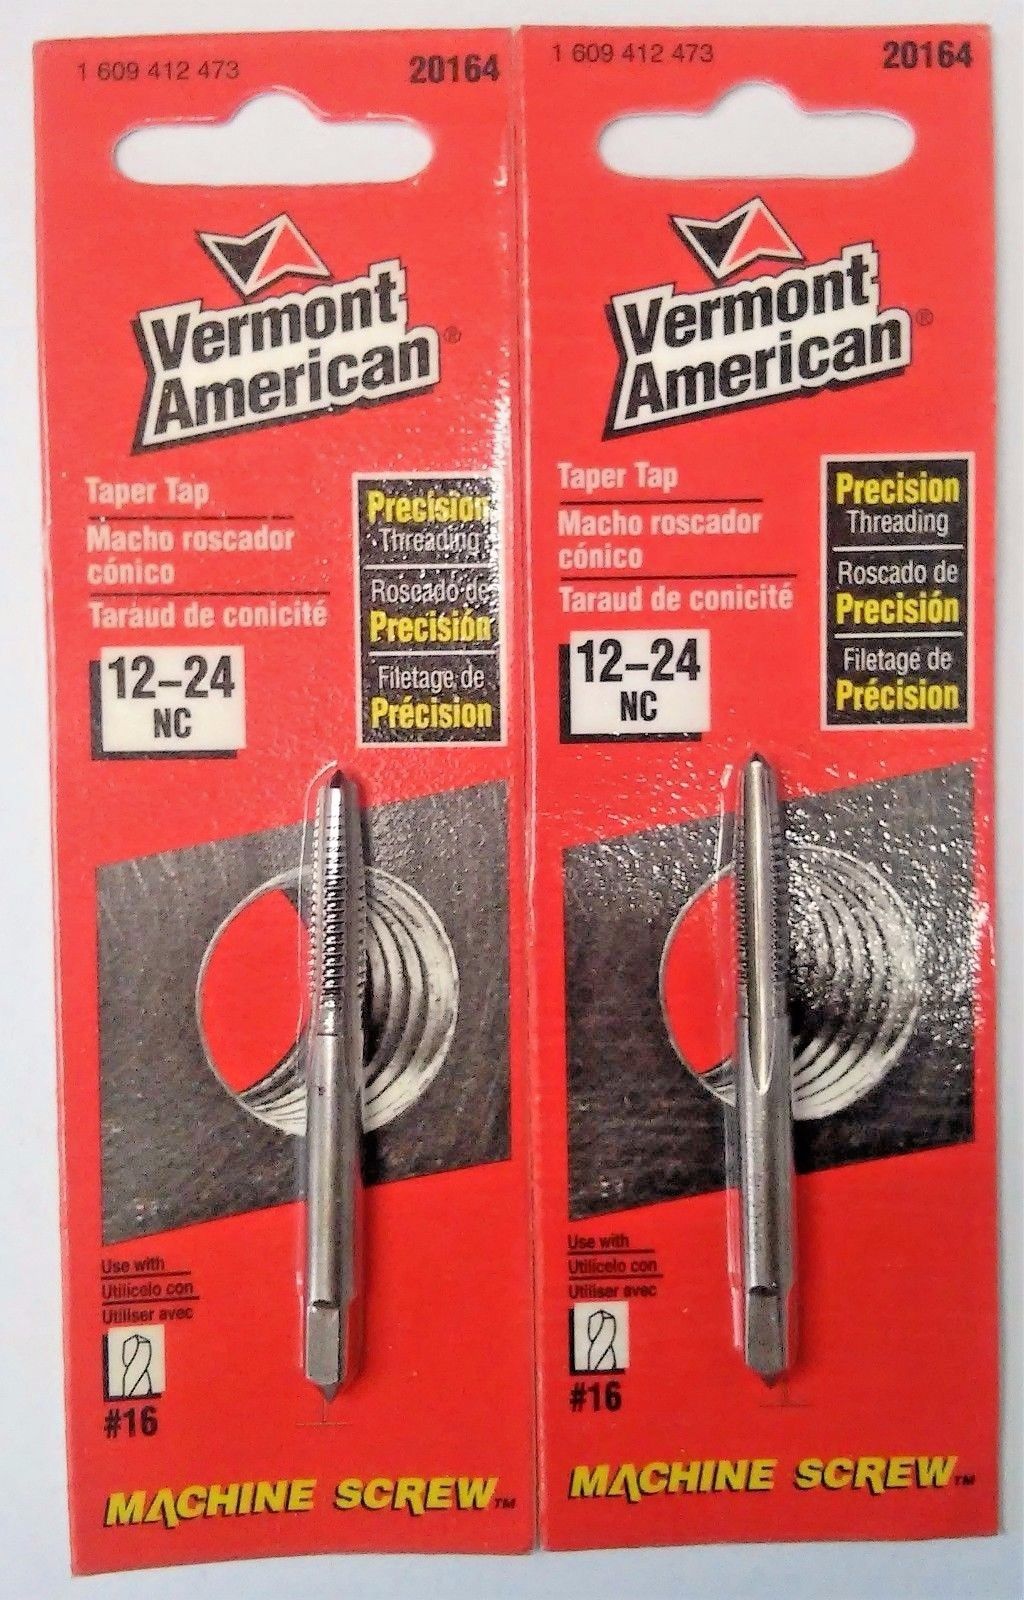 1 609 412 473
20164
Vermont
American®
Taper Tap
Macho roscador
cónico
Taraud de conicité
12–24
NC
Precisión
Threading
Roscado de
Precisión
Filetage de
Précision
Use with
Utilícelo con
Utiliser avec
#16
MACHINE SCREW™
1 609 412 473
20164
Vermont
American®
Taper Tap
Macho roscador
cónico
Taraud de conicité
12–24
NC
Precision
Threading
Roscado de
Precisión
Filetage de
Précision
Use with
Utilícelo con
Utiliser avec
#16
MACHINE SCREW™